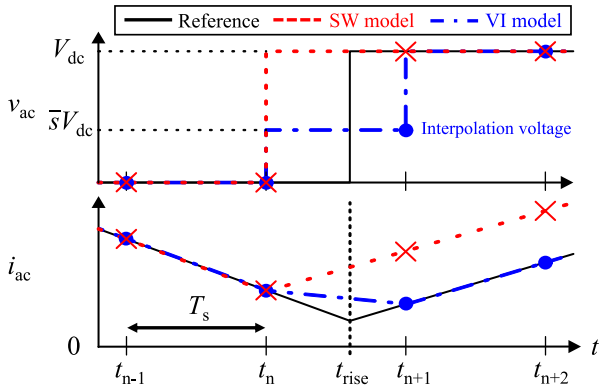 Reference SW model VI model
V_dc
v_ac
s̅V_dc
Interpolation voltage
i_ac
T_s
0
t_n-1 t_n t_rise t_n+1 t_n+2 t